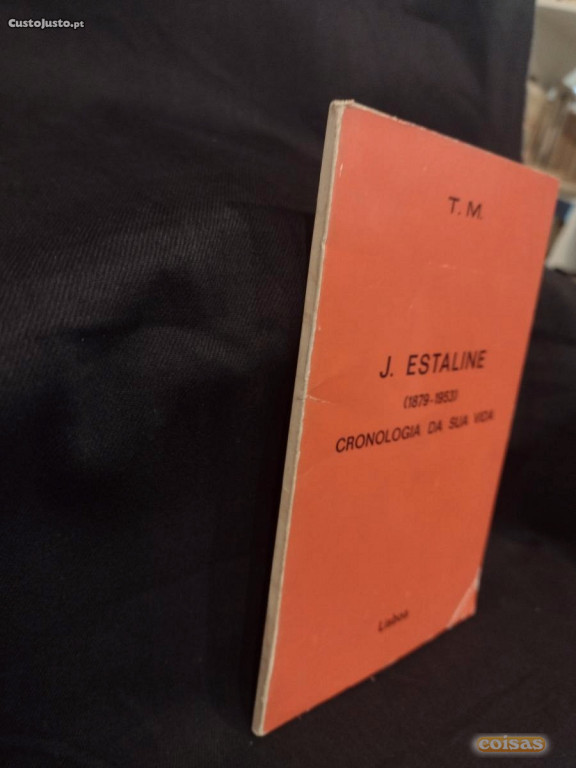 CustoJusto.pt
T. M.
J. ESTALINE
(1879-1953)
CRONOLOGIA DA SUA VIDA
Lisboa
coisas